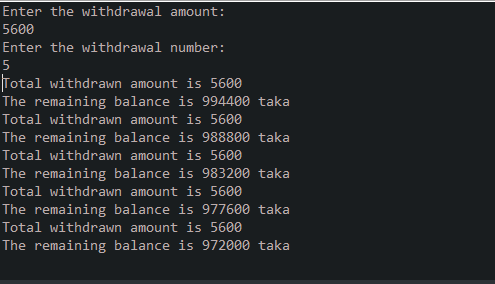 Enter the withdrawal amount:
5600
Enter the withdrawal number:
5
Total withdrawn amount is 5600
The remaining balance is 994400 taka
Total withdrawn amount is 5600
The remaining balance is 988800 taka
Total withdrawn amount is 5600
The remaining balance is 983200 taka
Total withdrawn amount is 5600
The remaining balance is 977600 taka
Total withdrawn amount is 5600
The remaining balance is 972000 taka